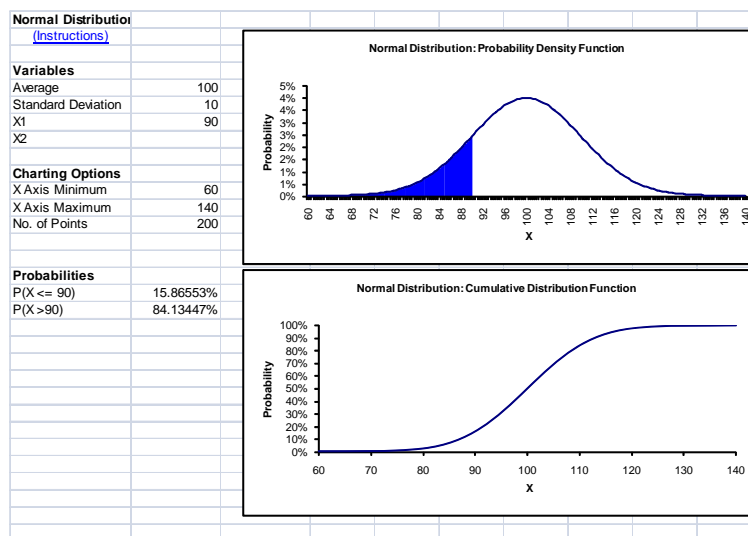 Normal Distribution
(Instructions)
Variables
Average 100
Standard Deviation 10
X1 90
X2
Charting Options
X Axis Minimum 60
X Axis Maximum 140
No. of Points 200
Probabilities
P(X <= 90) 15.86553%
P(X >90) 84.13447%
Normal Distribution: Probability Density Function
Probability
5%
4%
4%
3%
3%
2%
2%
1%
1%
0%
60 64 68 72 76 80 84 88 92 96 100 104 108 112 116 120 124 128 132 136 140
X
Normal Distribution: Cumulative Distribution Function
Probability
100%
90%
80%
70%
60%
50%
40%
30%
20%
10%
0%
60 70 80 90 100 110 120 130 140
X